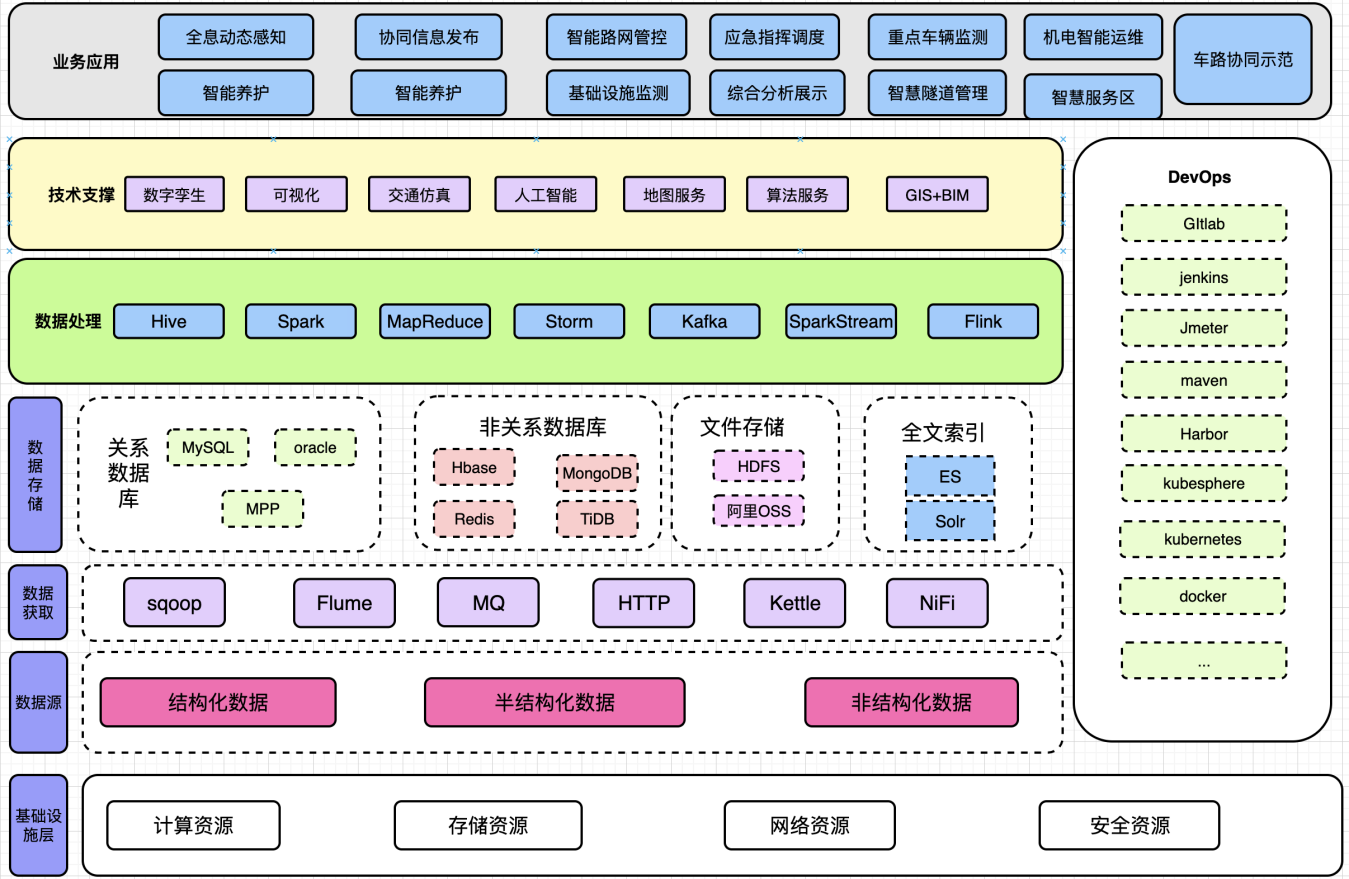 业务应用
全息动态感知
协同信息发布
智能路网管控
应急指挥调度
重点车辆监测
机电智能运维
车路协同示范
智能养护
智能养护
基础设施监测
综合分析展示
智慧隧道管理
智慧服务区
技术支撑
数字孪生
可视化
交通仿真
人工智能
地图服务
算法服务
GIS+BIM
数据处理
Hive
Spark
MapReduce
Storm
Kafka
SparkStream
Flink
DevOps
GItlab
jenkins
Jmeter
maven
Harbor
kubesphere
kubernetes
docker
...
数
据
存
储
关系
数据
库
MySQL
oracle
MPP
非关系数据库
Hbase
MongoDB
Redis
TiDB
文件存储
HDFS
阿里OSS
全文索引
ES
Solr
数据
获取
sqoop
Flume
MQ
HTTP
Kettle
NiFi
数据源
结构化数据
半结构化数据
非结构化数据
基础设
施层
计算资源
存储资源
网络资源
安全资源